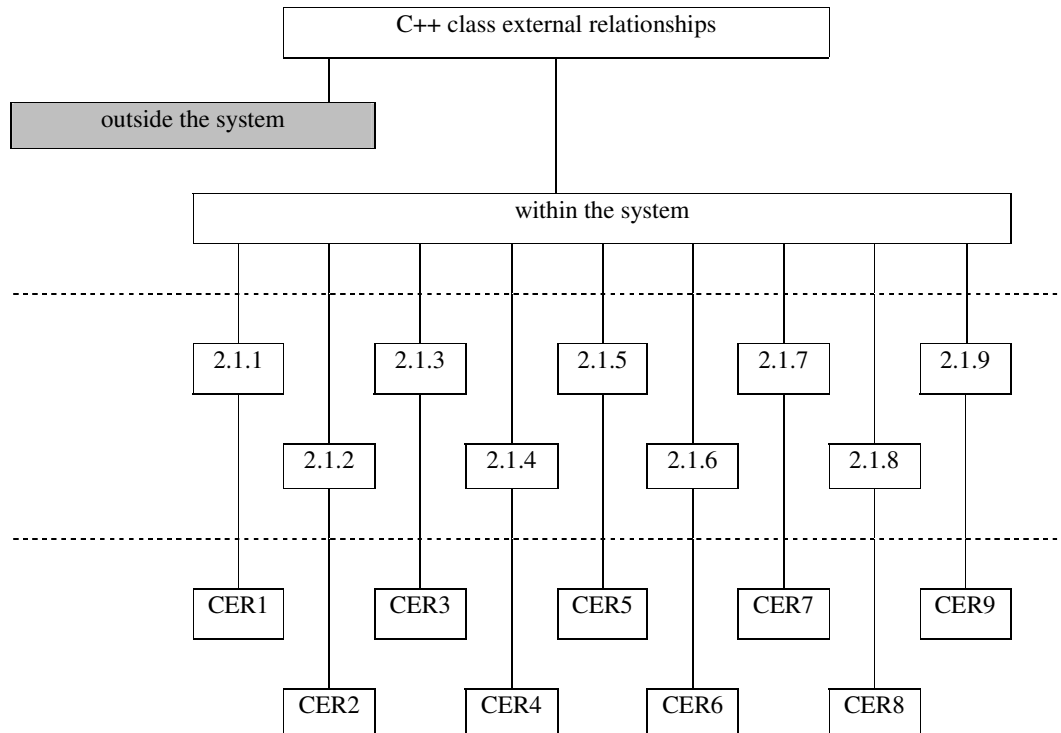 C++ class external relationships
outside the system
within the system
2.1.1
2.1.3
2.1.5
2.1.7
2.1.9
2.1.2
2.1.4
2.1.6
2.1.8
CER1
CER3
CER5
CER7
CER9
CER2
CER4
CER6
CER8